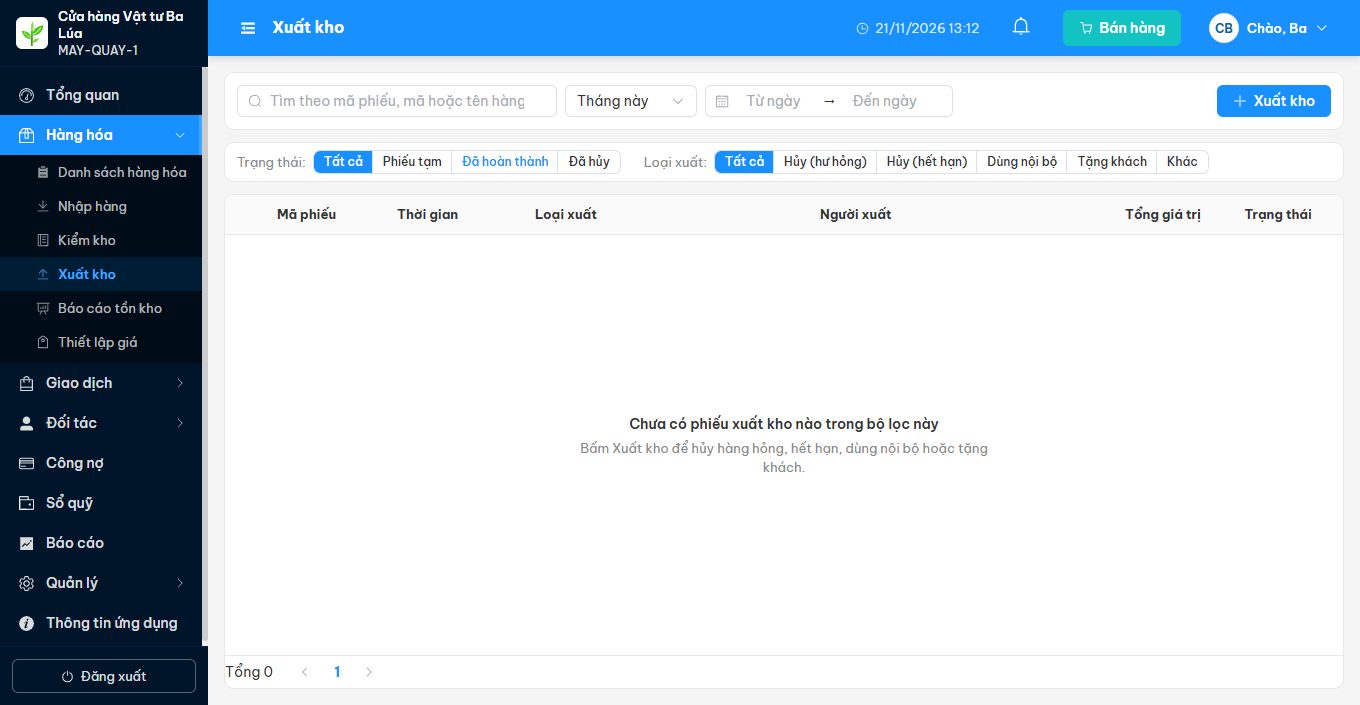 Cửa hàng Vật tư Ba
Lúa
MAY-QUAY-1
Xuất kho
21/11/2026 13:12
Bán hàng
CB
Chào, Ba
Tổng quan
Hàng hóa
Danh sách hàng hóa
Nhập hàng
Kiểm kho
Xuất kho
Báo cáo tồn kho
Thiết lập giá
Giao dịch
Đối tác
Công nợ
Sổ quỹ
Báo cáo
Quản lý
Thông tin ứng dụng
Đăng xuất
Tìm theo mã phiếu, mã hoặc tên hàng
Tháng này
Từ ngày → Đến ngày
Xuất kho
Trạng thái: Tất cả Phiếu tạm Đã hoàn thành Đã hủy
Loại xuất: Tất cả Hủy (hư hỏng) Hủy (hết hạn) Dùng nội bộ Tặng khách Khác
Mã phiếu Thời gian Loại xuất Người xuất Tổng giá trị Trạng thái
Chưa có phiếu xuất kho nào trong bộ lọc này
Bấm Xuất kho để hủy hàng hỏng, hết hạn, dùng nội bộ hoặc tặng
khách.
Tổng 0 < 1 >